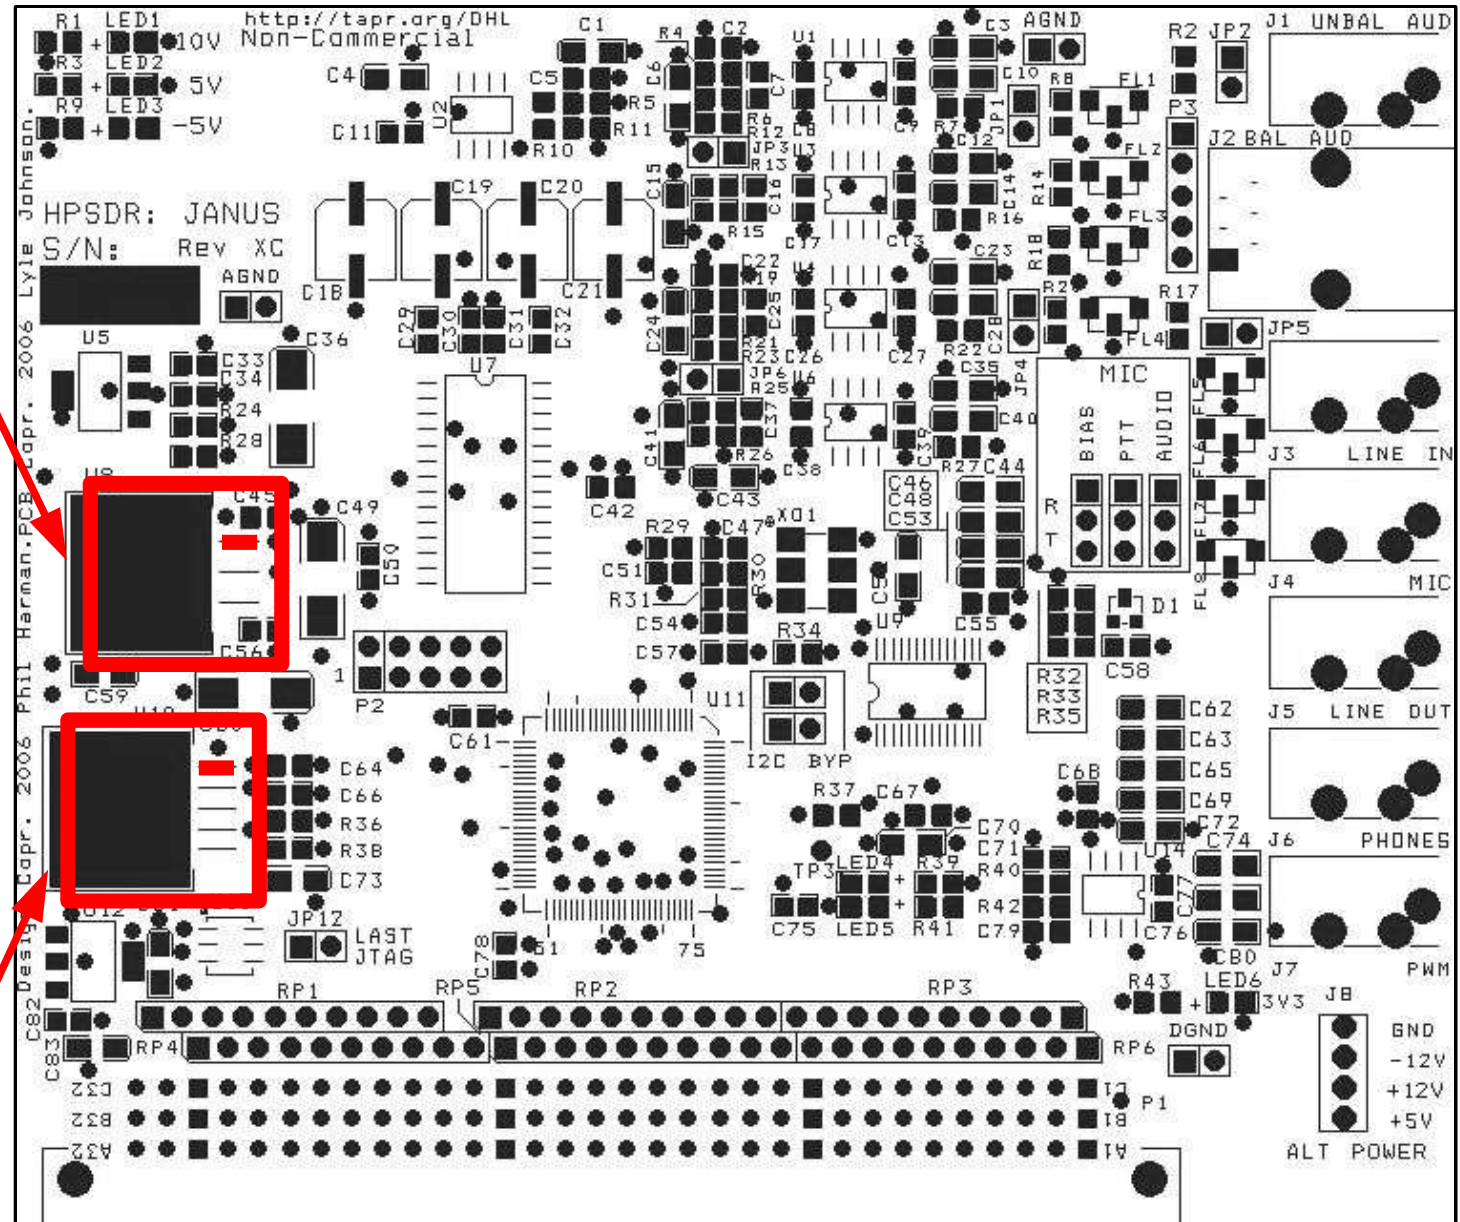 R1 LED1 http://tapr.org/DHL
+ 10V Non-Commercial
R3 LED2
+ 5V
R9 LED3
+ -5V
C1 R4 C2 U1 C3 AGND R2 JP2 J1 UNBAL AUD
C4 C5 C6 C7 C10 R8 FL1
C11 U2 R5 R6 C8 C9 R7 JP1 P3
R11 R12 C12 J2 BAL AUD
R10 JP3 U3 FL2
R13
C15 C16 C14 R14
HPSDR: JANUS C19 C20 R15 R16 FL3
S/N: Rev XC C17 C13 R18
AGND C22 U4 C23
C18 C21 R19 R17
U5 C36 C29 C30 C31 C32 C24 C25 C28 JP5
C33 R21 R22 FL4
C34 U7 R23 C26 C27 C35 JP4 MIC
R24 JP6 U6 FL5
R28 R25
C41 C37 C39 C40 BIAS PTT AUDIO
R26 C38 R27 C44 FL6 J3 LINE IN
U8 C45 C49 C42 C43 C46
C48
C53
C50 R29 C47 XO1 R FL7
T
C51 R30 FL8 J4 MIC
R31 D1
C56 C54 R34 U9 C55
C57 C58
C59 1 R32
R33
R35
P2 U11 C62 J5 LINE OUT
C61 C63
I2C BYP
C64 C68 C65
C66 R37 C67 C69
R36 C70 C72
R38 C71 U14 C74 J6 PHONES
C73 TP3 LED4 R39 R40
+
+ R42 C77
U12 JP12 C75 LED5 R41 C79 C76
LAST
JTAG
51 75 C78 C80
J7 PWM
RP1 RP5 RP2 RP3 R43 LED6 J8
+ 3V3
C82 DGND GND
C83 RP4 RP6 -12V
C32 C1 +12V
B32 B1 P1 +5V
A32 A1 ALT POWER
Design Capr. 2006 Phil Harman.PCB Capr. 2006 Lyle Johnson.